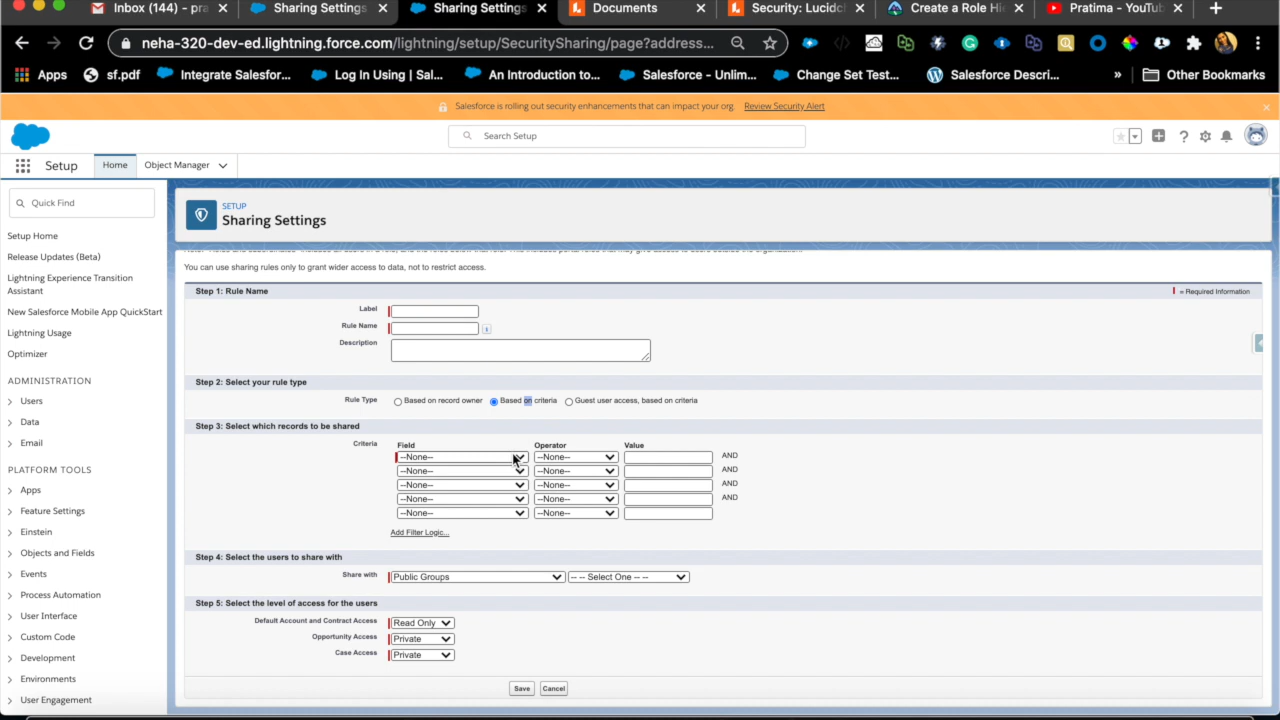 Inbox (144) – pra
Sharing Settings
Sharing Settings
Documents
Security: Lucidc
Create a Role Hie
Pratima - YouTub
neha-320-dev-ed.lightning.force.com/lightning/setup/SecuritySharing/page?address...
Apps
sf.pdf
Integrate Salesfor...
Log In Using | Sal...
An Introduction to...
Salesforce – Unlim...
Change Set Test...
Salesforce Descri...
»
Other Bookmarks
Salesforce is rolling out security enhancements that can impact your org. Review Security Alert
Search Setup
Setup
Home
Object Manager
Quick Find
Setup Home
Release Updates (Beta)
Lightning Experience Transition
Assistant
New Salesforce Mobile App QuickStart
Lightning Usage
Optimizer
ADMINISTRATION
Users
Data
Email
PLATFORM TOOLS
Apps
Feature Settings
Einstein
Objects and Fields
Events
Process Automation
User Interface
Custom Code
Development
Environments
User Engagement
SETUP
Sharing Settings
You can use sharing rules only to grant wider access to data, not to restrict access.
Step 1: Rule Name
= Required Information
Label
Rule Name
i
Description
Step 2: Select your rule type
Rule Type Based on record owner Based on criteria Guest user access, based on criteria
Step 3: Select which records to be shared
Criteria Field Operator Value
--None-- --None-- AND
--None-- --None-- AND
--None-- --None-- AND
--None-- --None-- AND
--None-- --None--
Add Filter Logic...
Step 4: Select the users to share with
Share with Public Groups -- -- Select One -- --
Step 5: Select the level of access for the users
Default Account and Contract Access Read Only
Opportunity Access Private
Case Access Private
Save Cancel